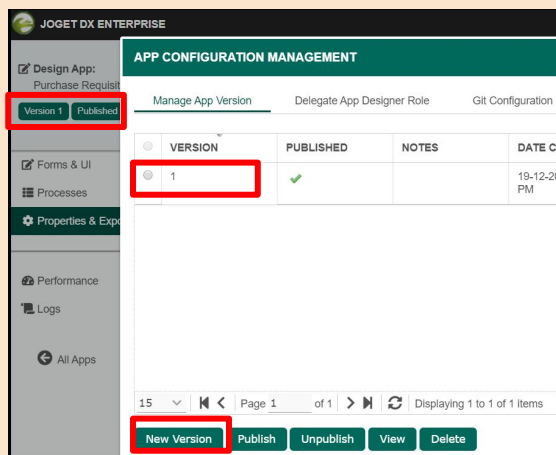 JOGET DX ENTERPRISE
Design App:
Purchase Requisit
Version 1 Published
Forms & UI
Processes
Properties & Expo
Performance
Logs
All Apps
APP CONFIGURATION MANAGEMENT
Manage App Version Delegate App Designer Role Git Configuration
VERSION PUBLISHED NOTES DATE C
1 19-12-20
PM
15 Page 1 of 1 Displaying 1 to 1 of 1 items
New Version Publish Unpublish View Delete